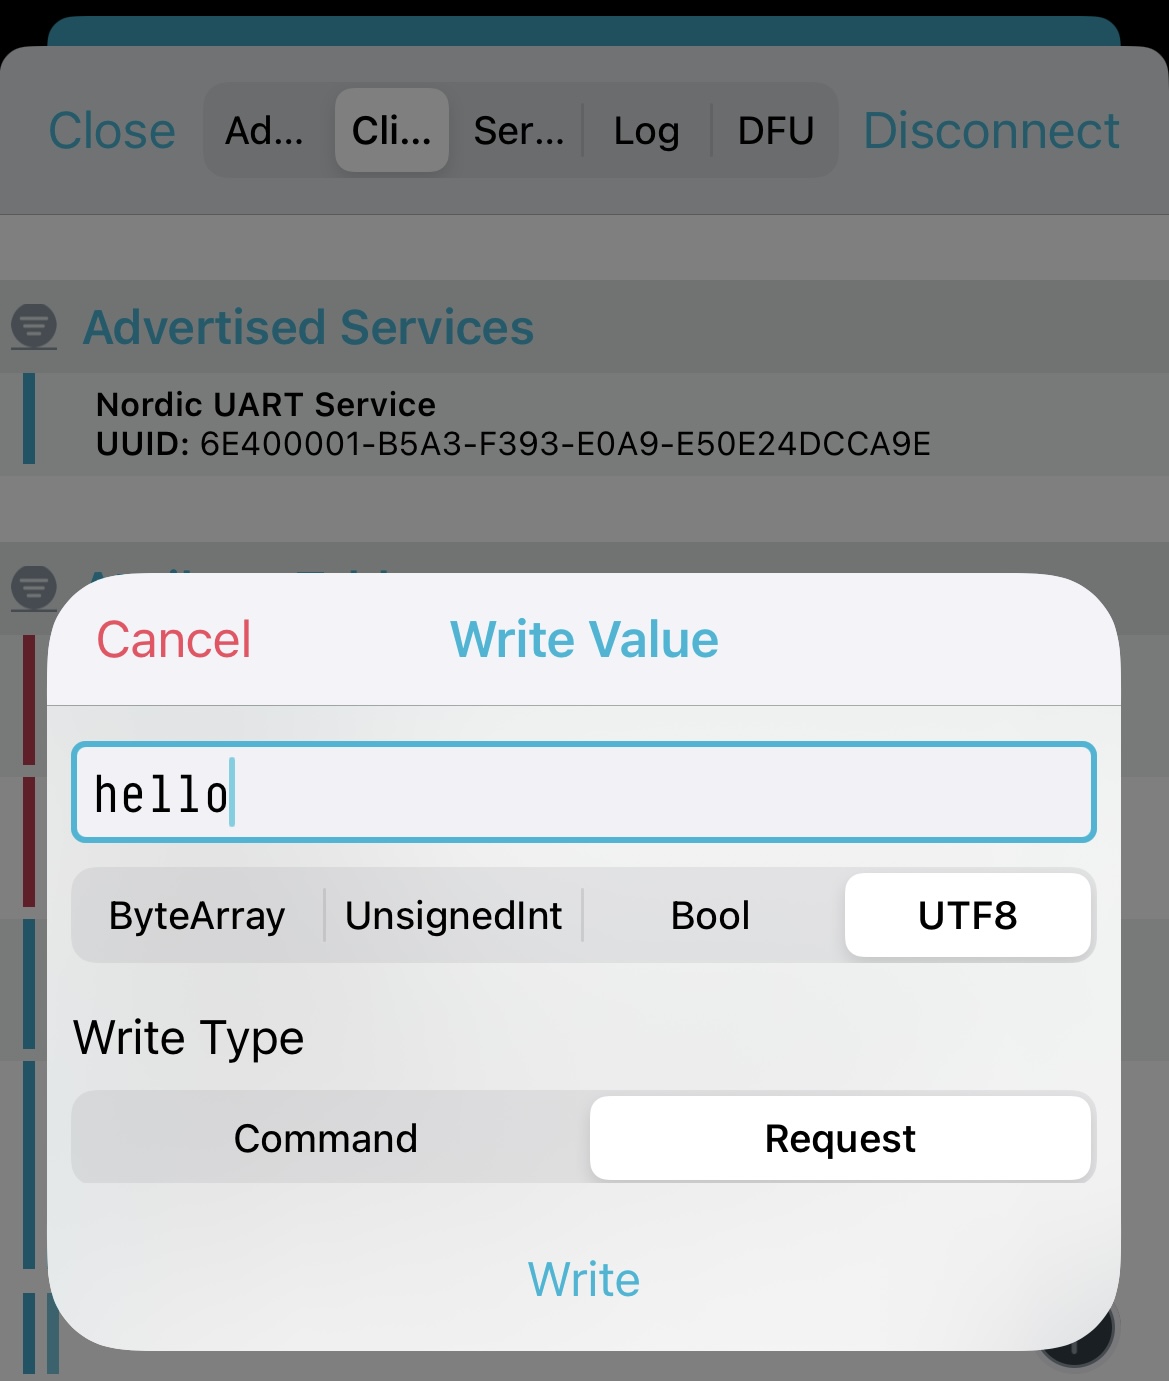 Close Ad... Cli... Ser... Log DFU Disconnect
Advertised Services
Nordic UART Service
UUID: 6E400001-B5A3-F393-E0A9-E50E24DCCA9E
Cancel Write Value
hello
ByteArray UnsignedInt Bool UTF8
Write Type
Command Request
Write